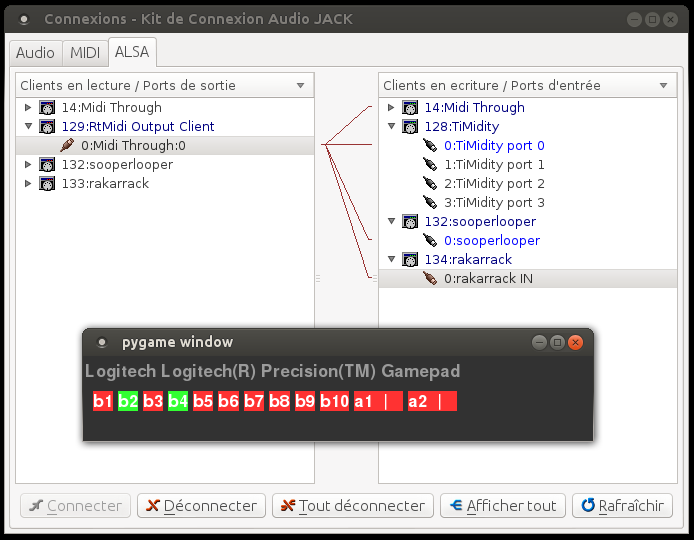 Connexions - Kit de Connexion Audio JACK
Audio MIDI ALSA
Clients en lecture / Ports de sortie
14:Midi Through
129:RtMidi Output Client
0:Midi Through:0
132:sooperlooper
133:rakarrack
Clients en ecriture / Ports d'entrée
14:Midi Through
128:TiMidity
0:TiMidity port 0
1:TiMidity port 1
2:TiMidity port 2
3:TiMidity port 3
132:sooperlooper
0:sooperlooper
134:rakarrack
0:rakarrack IN
pygame window
Logitech Logitech(R) Precision(TM) Gamepad
b1 b2 b3 b4 b5 b6 b7 b8 b9 b10 a1 | a2 |
Connecter Déconnecter Tout déconnecter Afficher tout Rafraîchir